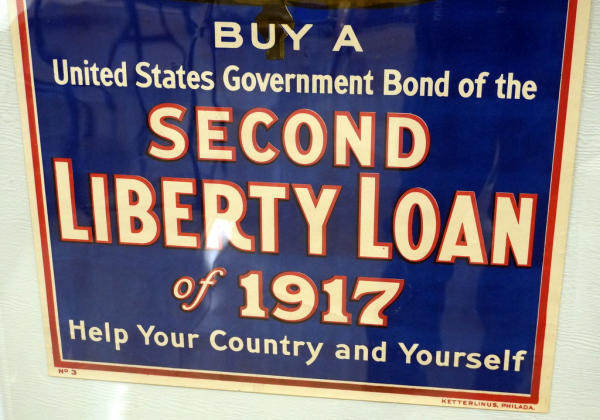 BUY A
United States Government Bond of the
SECOND
LIBERTY LOAN
of 1917
Help Your Country and Yourself
Nº 3
KETTERLINUS, PHILADA.